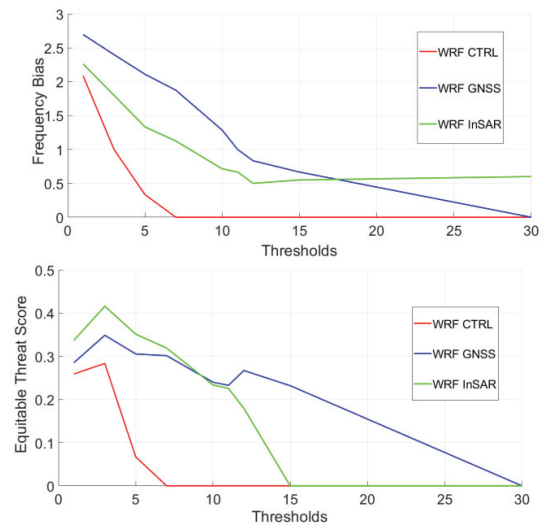 3
2.5
2
1.5
1
0.5
0
Frequency Bias
WRF CTRL
WRF GNSS
WRF InSAR
0 5 10 15 20 25 30
Thresholds
0.5
0.4
0.3
0.2
0.1
0
Equitable Threat Score
WRF CTRL
WRF GNSS
WRF InSAR
0 5 10 15 20 25 30
Thresholds